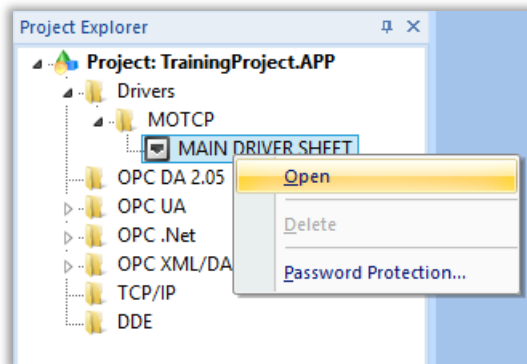 Project Explorer
Project: TrainingProject.APP
Drivers
MOTCP
MAIN DRIVER SHEET
OPC DA 2.05
Open
OPC UA
Delete
OPC .Net
OPC XML/DA
Password Protection...
TCP/IP
DDE